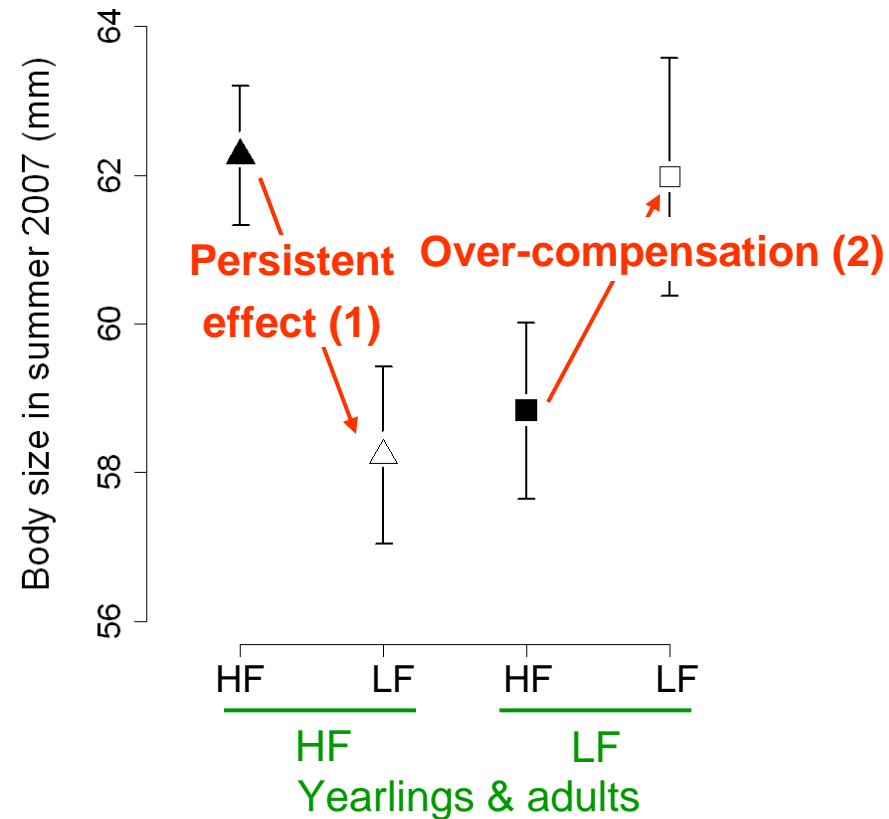 Body size in summer 2007 (mm)
64
62
60
58
56
Persistent
effect (1)
Over-compensation (2)
HF LF HF LF
HF LF
Yearlings & adults